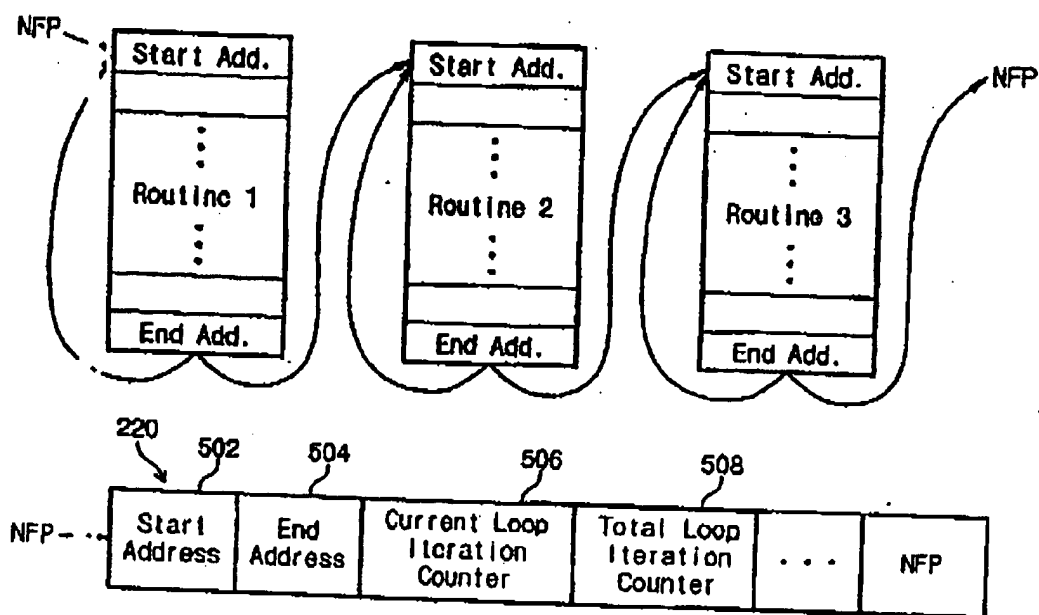 NFP
Start Add.
Routine 1
End Add.
Start Add.
Routine 2
End Add.
Start Add.
Routine 3
End Add.
NFP
220
502
504
506
508
NFP
Start
Address
End
Address
Current Loop
Iteration
Counter
Total Loop
Iteration
Counter
. . .
NFP